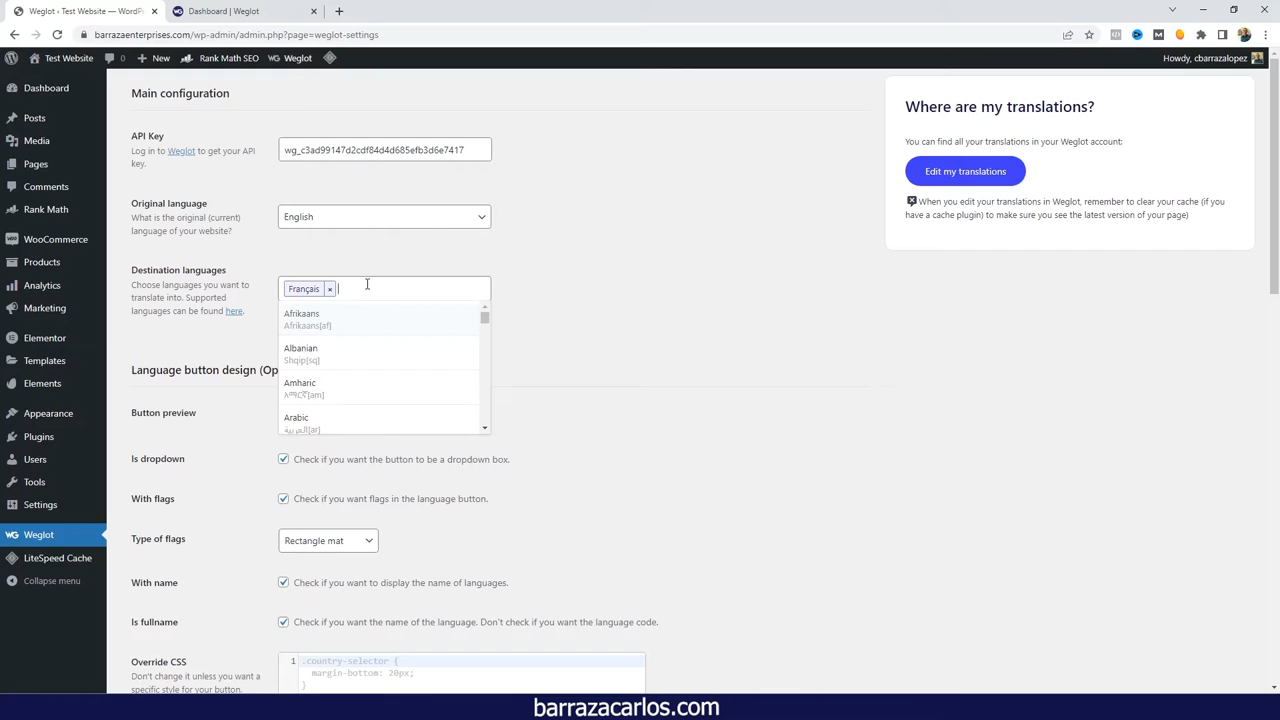 Weglot ‹ Test Website — WordPr
Dashboard | Weglot
barrazaenterprises.com/wp-admin/admin.php?page=weglot-settings
Test Website
0
New
Rank Math SEO
WG Weglot
Howdy, cbarrazalopez
Dashboard
Posts
Media
Pages
Comments
Rank Math
WooCommerce
Products
Analytics
Marketing
Elementor
Templates
Elements
Appearance
Plugins
Users
Tools
Settings
WG Weglot
LiteSpeed Cache
Collapse menu
Main configuration
API Key
Log in to Weglot to get your API
key.
wg_c3ad99147d2cdf84d4d685efb3d6e7417
Original language
What is the original (current)
language of your website?
English
Destination languages
Choose languages you want to
translate into. Supported
languages can be found here.
Français ×
Afrikaans
Afrikaans[af]
Albanian
Shqip[sq]
Amharic
አማርኛ[am]
Arabic
العربية‎[ar]
Language button design (Op
Button preview
Is dropdown
Check if you want the button to be a dropdown box.
With flags
Check if you want flags in the language button.
Type of flags
Rectangle mat
With name
Check if you want to display the name of languages.
Is fullname
Check if you want the name of the language. Don't check if you want the language code.
Override CSS
Don't change it unless you want a
specific style for your button.
1 .country-selector {
margin-bottom: 20px;
}
Where are my translations?
You can find all your translations in your Weglot account:
Edit my translations
When you edit your translations in Weglot, remember to clear your cache (if you
have a cache plugin) to make sure you see the latest version of your page)
barrazacarlos.com